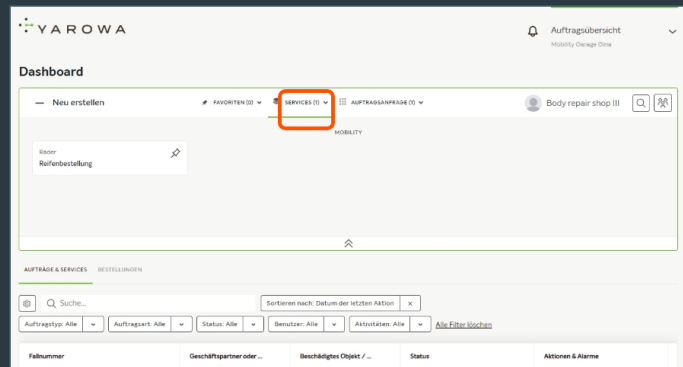 YAROWA
Auftragsübersicht
Mobility Garage Gina
Dashboard
Neu erstellen
FAVORITEN (0)
SERVICES (1)
AUFTRAGSANFRAGE (1)
Body repair shop III
MOBILITY
Räder
Reifenbestellung
AUFTRÄGE & SERVICES
BESTELLUNGEN
Suche...
Sortieren nach: Datum der letzten Aktion
Auftragstyp: Alle
Auftragsart: Alle
Status: Alle
Benutzer: Alle
Aktivitäten: Alle
Alle Filter löschen
Fallnummer
Geschäftspartner oder ...
Beschädigtes Objekt / ...
Status
Aktionen & Alarme